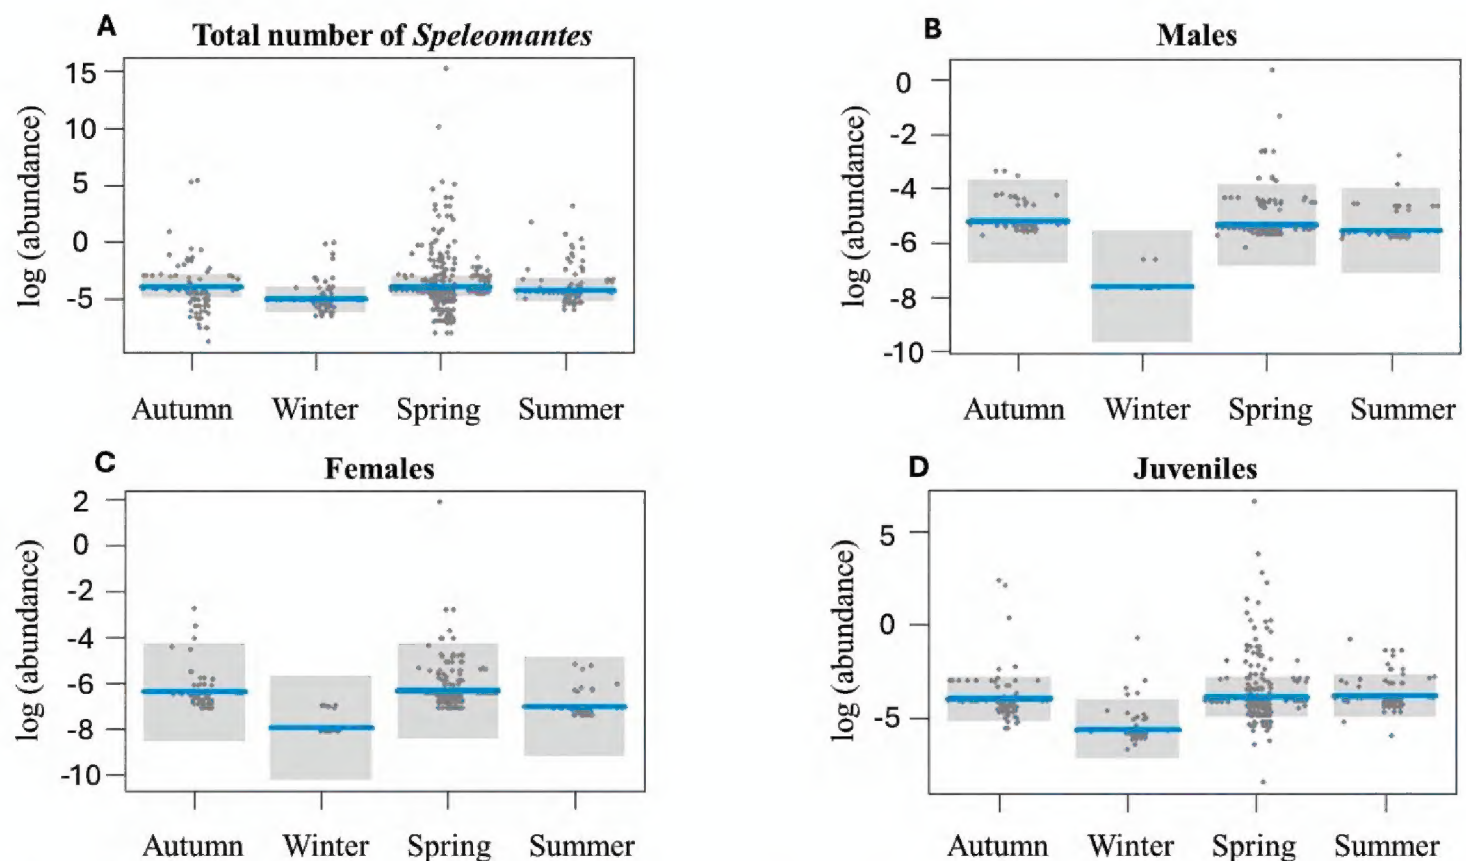 A
Total number of Speleomantes
log (abundance)
15
10
5
0
-5
Autumn Winter Spring Summer
B
Males
log (abundance)
0
-2
-4
-6
-8
-10
Autumn Winter Spring Summer
C
Females
log (abundance)
2
0
-2
-4
-6
-8
-10
Autumn Winter Spring Summer
D
Juveniles
log (abundance)
5
0
-5
Autumn Winter Spring Summer